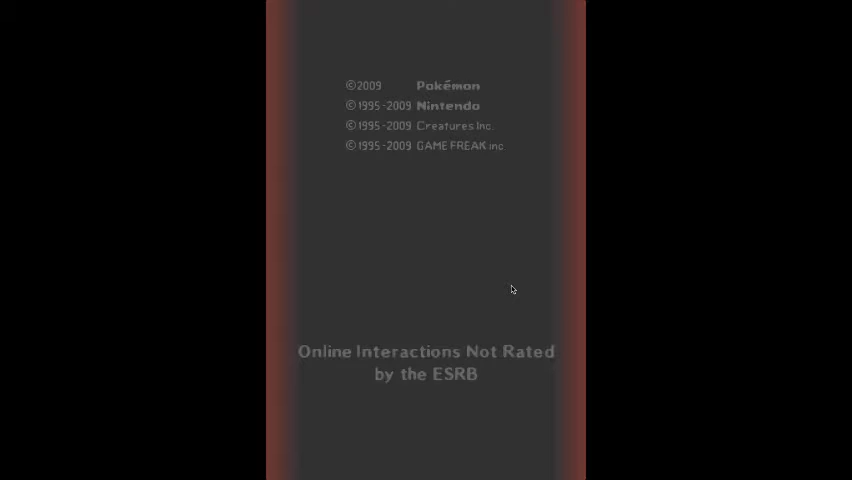 ©2009 Pokémon
©1995-2009 Nintendo
©1995-2009 Creatures Inc.
©1995-2009 GAME FREAK inc.
Online Interactions Not Rated
by the ESRB